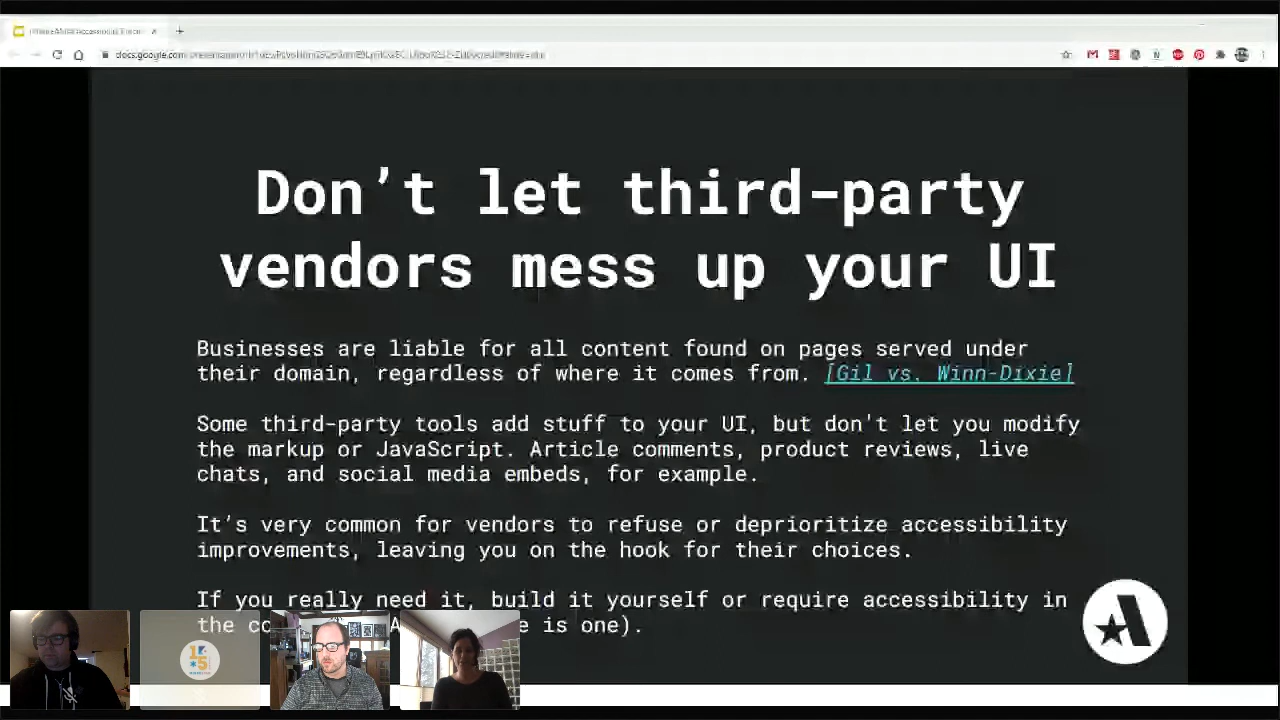 docs.google.com
Don’t let third-party
vendors mess up your UI
Businesses are liable for all content found on pages served under
their domain, regardless of where it comes from. [Gil vs. Winn-Dixie]
Some third-party tools add stuff to your UI, but don't let you modify
the markup or JavaScript. Article comments, product reviews, live
chats, and social media embeds, for example.
It’s very common for vendors to refuse or deprioritize accessibility
improvements, leaving you on the hook for their choices.
If you really need it, build it yourself or require accessibility in
the is one).